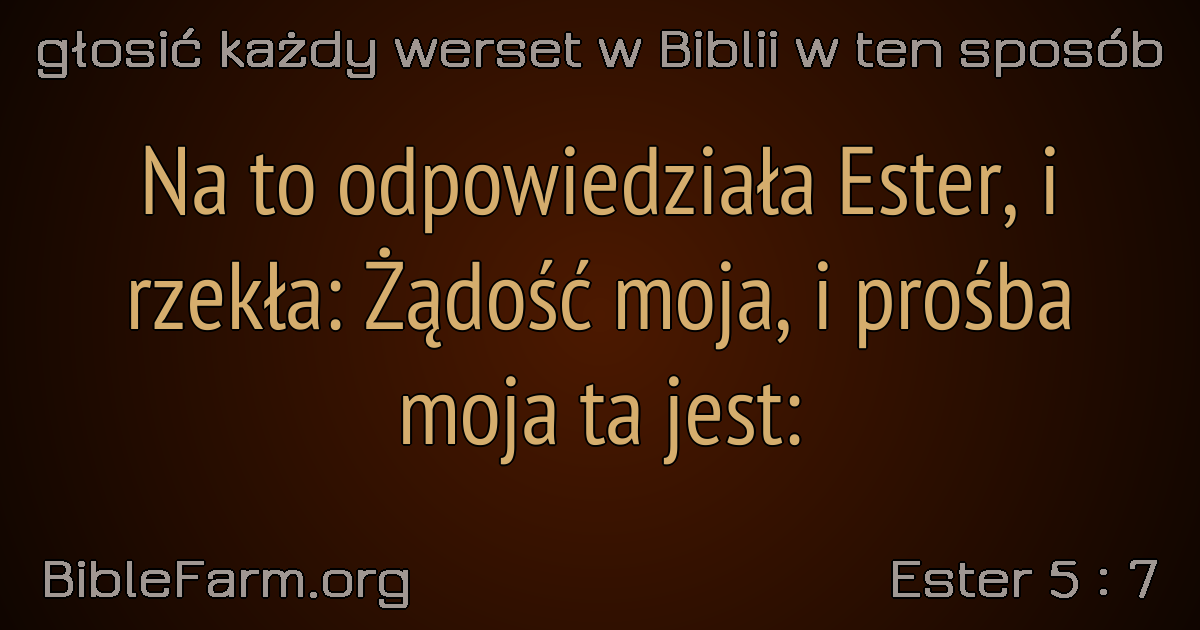 głosić każdy werset w Biblii w ten sposób
Na to odpowiedziała Ester, i
rzekła: Żądość moja, i prośba
moja ta jest:
BibleFarm.org
Ester 5 : 7